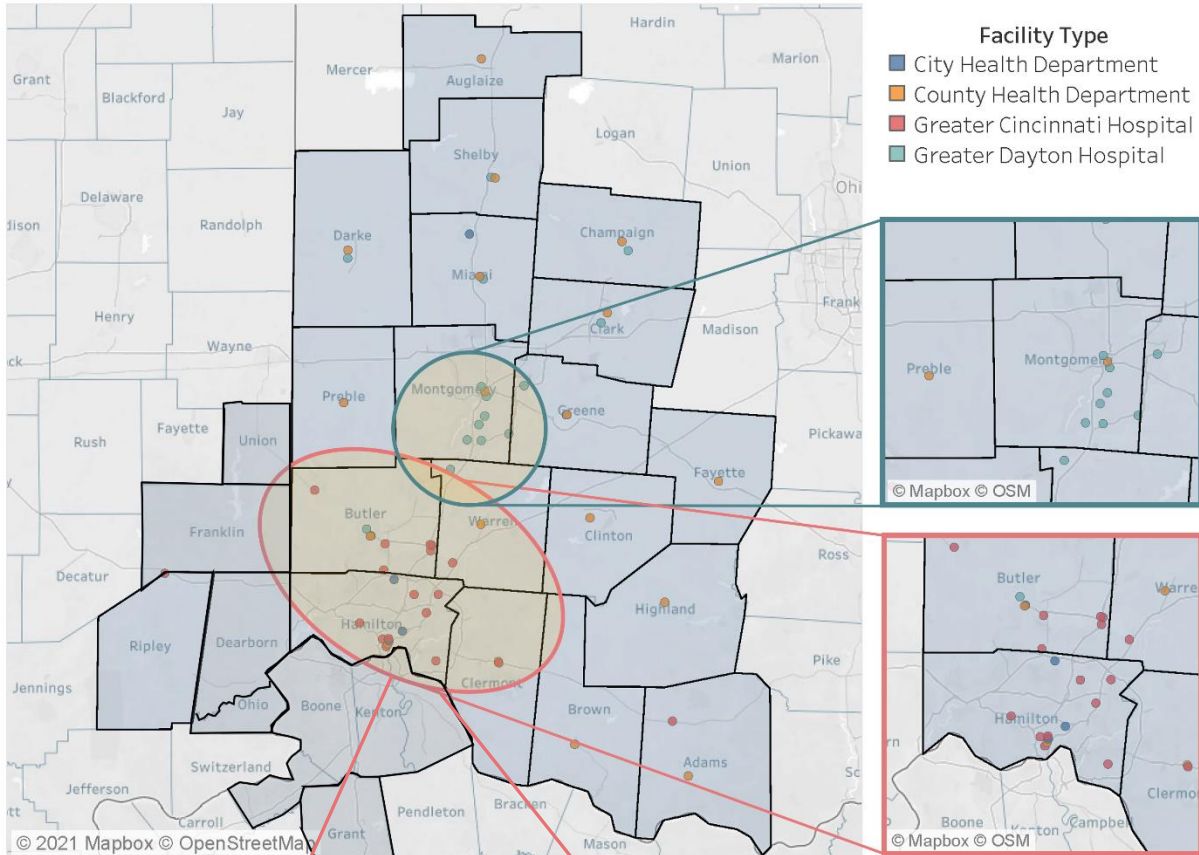 Facility Type
City Health Department
County Health Department
Greater Cincinnati Hospital
Greater Dayton Hospital
Hardin
Mercer
Marion
Grant
Auglaize
Blackford
Jay
Logan
Shelby
Union
Delaware
Randolph
Darke
Champaign
Miami
Henry
Clark
Madison
Wayne
Preble
Montgomery
Greene
Rush
Fayette
Union
Pickawa
Fayette
Butler
Warren
Franklin
Clinton
Ross
Decatur
Highland
Hamilton
Ripley
Dearborn
Pike
Jennings
Clermont
Ohio
Boone
Kenton
Brown
Adams
Switzerland
Jefferson
Carroll
Grant
Pendleton
Bracken
Mason
© 2021 Mapbox © OpenStreetMap
Preble
Montgomery
© Mapbox © OSM
Butler
Warre
Hamilton
Clermo
Boone
Kenton
Campbell
© Mapbox © OSM